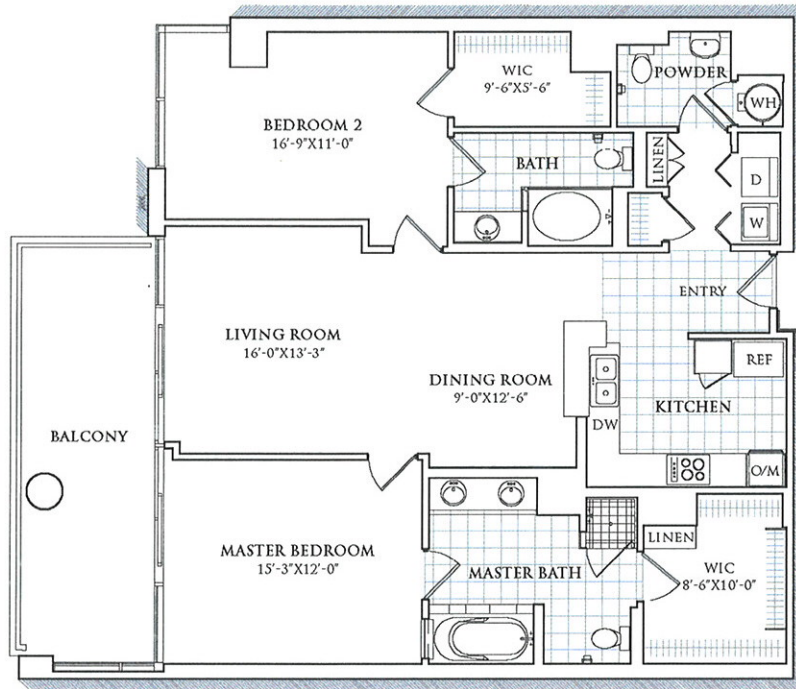 WIC
9'-6"X5'-6"
POWDER
WH
BEDROOM 2
16'-9"X11'-0"
BATH
LINEN
D
W
ENTRY
LIVING ROOM
16'-0"X13'-3"
REF
DINING ROOM
9'-0"X12'-6"
KITCHEN
DW
BALCONY
O/M
LINEN
MASTER BEDROOM
15'-3"X12'-0"
MASTER BATH
WIC
8'-6"X10'-0"